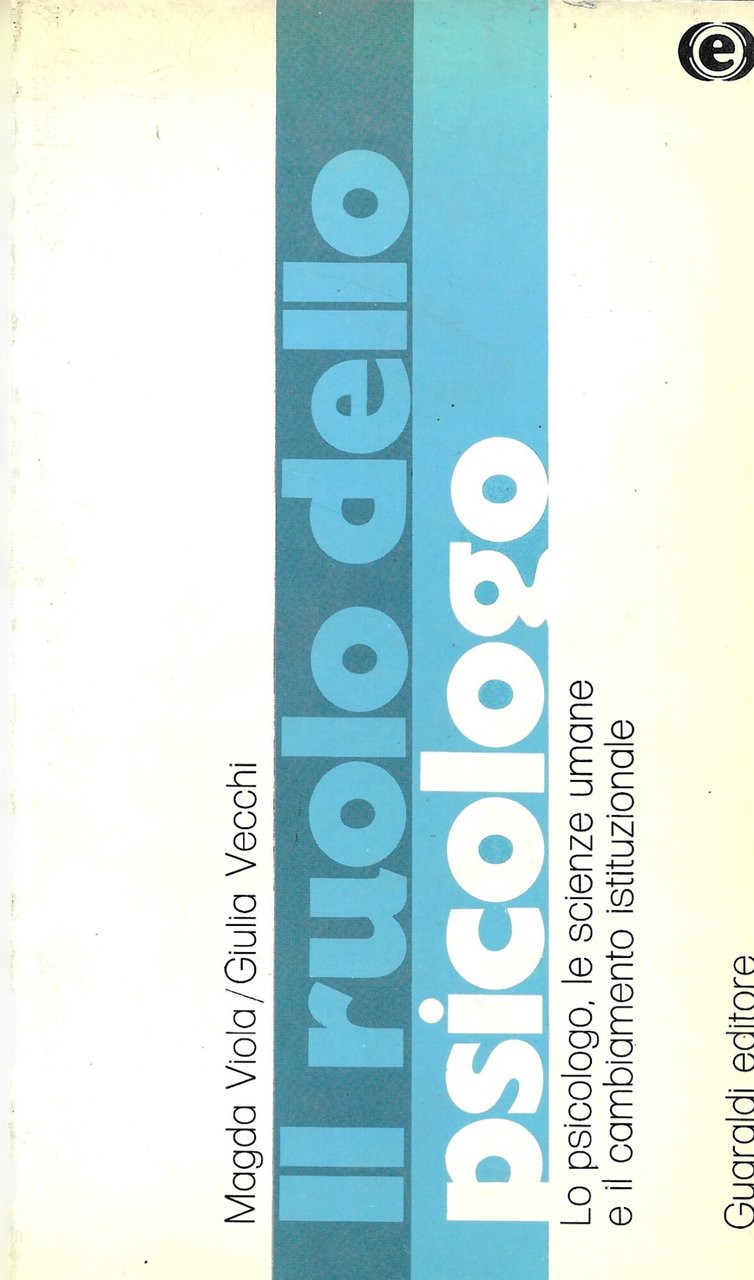 Magda Viola/Giulia Vecchi
Il ruolo dello
psicologo
Lo psicologo, le scienze umane
e il cambiamento istituzionale
Guaraldi editore
e